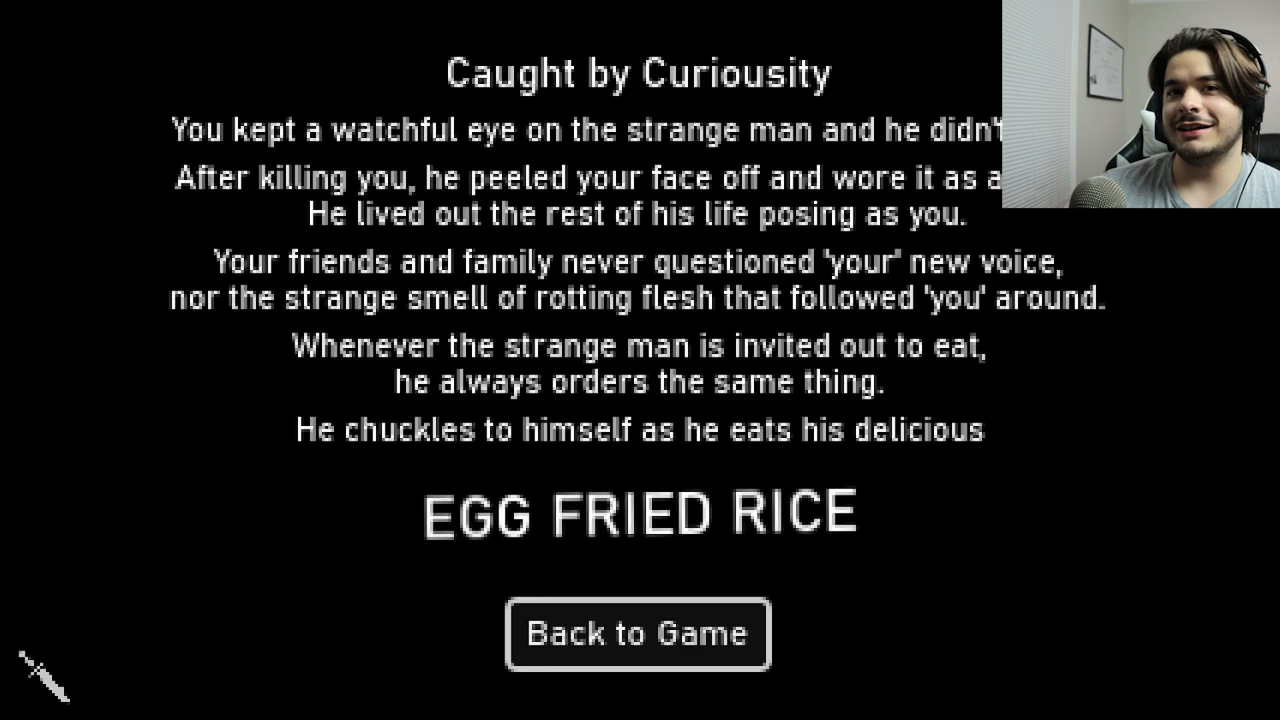 Caught by Curiousity
You kept a watchful eye on the strange man and he didn't
After killing you, he peeled your face off and wore it as a
He lived out the rest of his life posing as you.
Your friends and family never questioned 'your' new voice,
nor the strange smell of rotting flesh that followed 'you' around.
Whenever the strange man is invited out to eat,
he always orders the same thing.
He chuckles to himself as he eats his delicious
EGG FRIED RICE
Back to Game